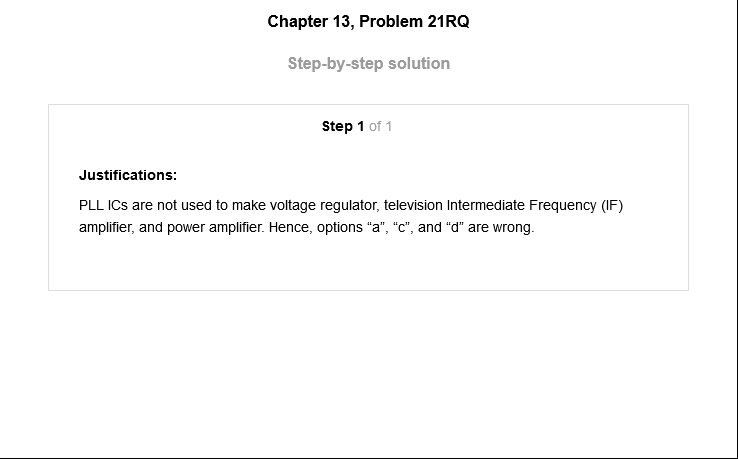 Chapter 13, Problem 21RQ
Step-by-step solution
Step 1 of 1
Justifications:
PLL ICs are not used to make voltage regulator, television Intermediate Frequency (IF)
amplifier, and power amplifier. Hence, options “a”, “c”, and “d” are wrong.